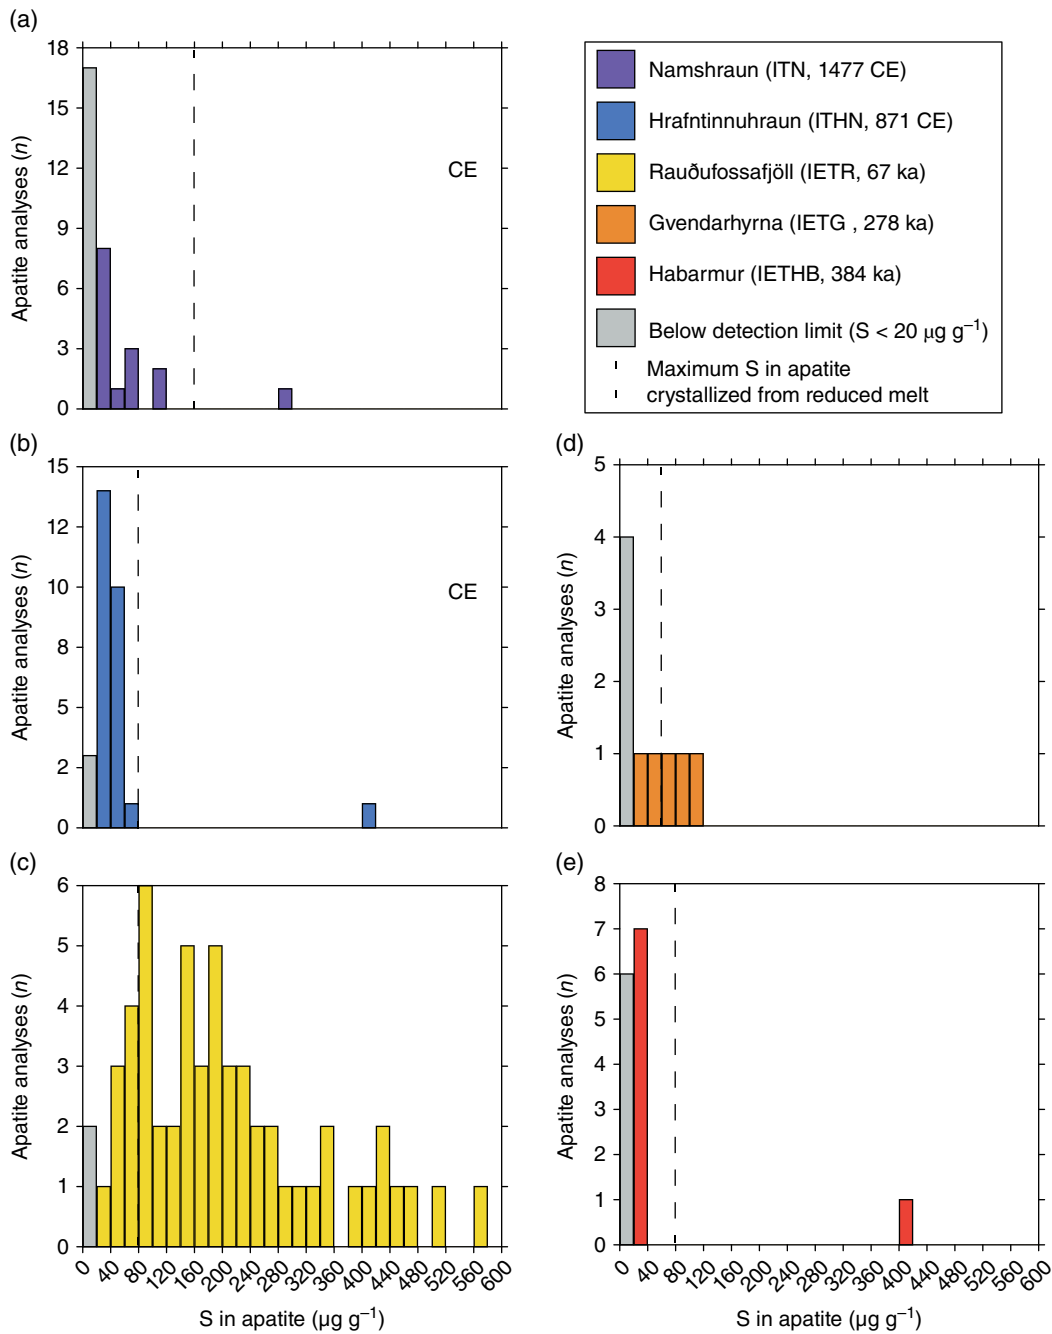 (a)
18
15
12
9
6
3
0
Apatite analyses (n)
CE
Namshraun (ITN, 1477 CE)
Hrafntinnuhraun (ITHN, 871 CE)
Rauðufossafjöll (IETR, 67 ka)
Gvendarhyrna (IETG , 278 ka)
Habarmur (IETHB, 384 ka)
Below detection limit (S < 20 µg g⁻¹)
Maximum S in apatite
crystallized from reduced melt
(b)
15
12
10
8
5
2
0
Apatite analyses (n)
CE
(d)
5
4
3
2
1
0
Apatite analyses (n)
(c)
6
5
4
3
2
1
0
Apatite analyses (n)
0 40 80 120 160 200 240 280 320 360 400 440 480 520 560 600
S in apatite (µg g⁻¹)
(e)
8
7
6
5
4
3
2
1
0
Apatite analyses (n)
0 40 80 120 160 200 240 280 320 360 400 440 480 520 560 600
S in apatite (µg g⁻¹)